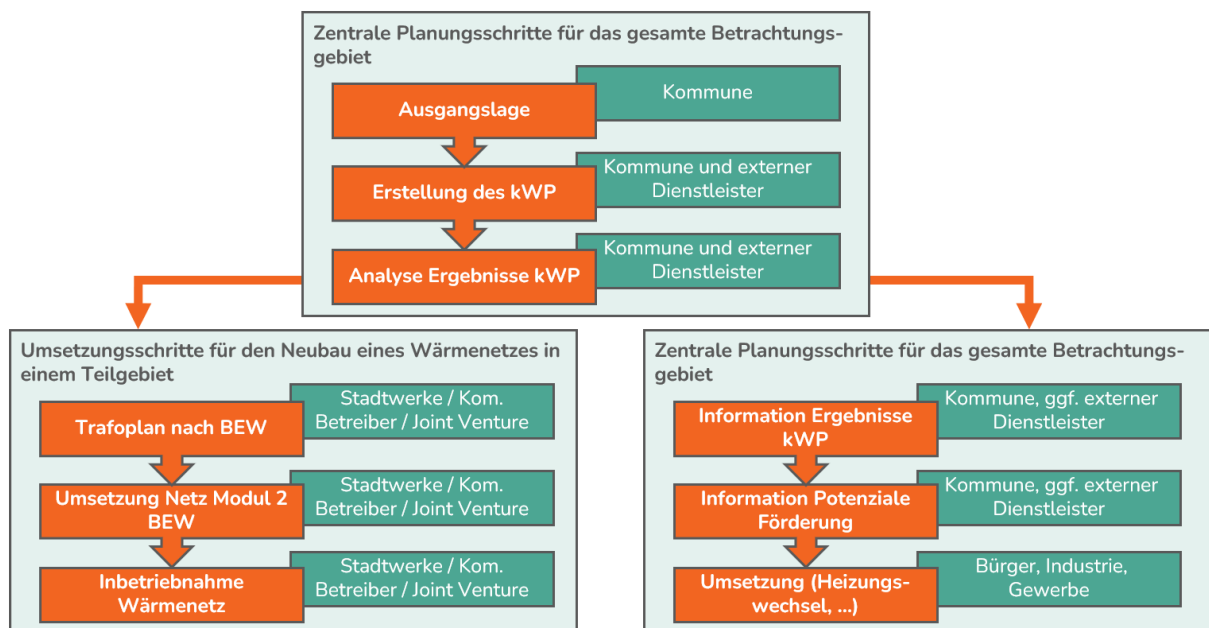 Zentrale Planungsschritte für das gesamte Betrachtungs-
gebiet
Ausgangslage
Kommune
Erstellung des kWP
Kommune und externer
Dienstleister
Analyse Ergebnisse kWP
Kommune und externer
Dienstleister
Umsetzungsschritte für den Neubau eines Wärmenetzes in
einem Teilgebiet
Trafoplan nach BEW
Stadtwerke / Kom.
Betreiber / Joint Venture
Umsetzung Netz Modul 2
BEW
Stadtwerke / Kom.
Betreiber / Joint Venture
Inbetriebnahme
Wärmenetz
Stadtwerke / Kom.
Betreiber / Joint Venture
Zentrale Planungsschritte für das gesamte Betrachtungs-
gebiet
Information Ergebnisse
kWP
Kommune, ggf. externer
Dienstleister
Information Potenziale
Förderung
Kommune, ggf. externer
Dienstleister
Umsetzung (Heizungs-
wechsel, ...)
Bürger, Industrie,
Gewerbe